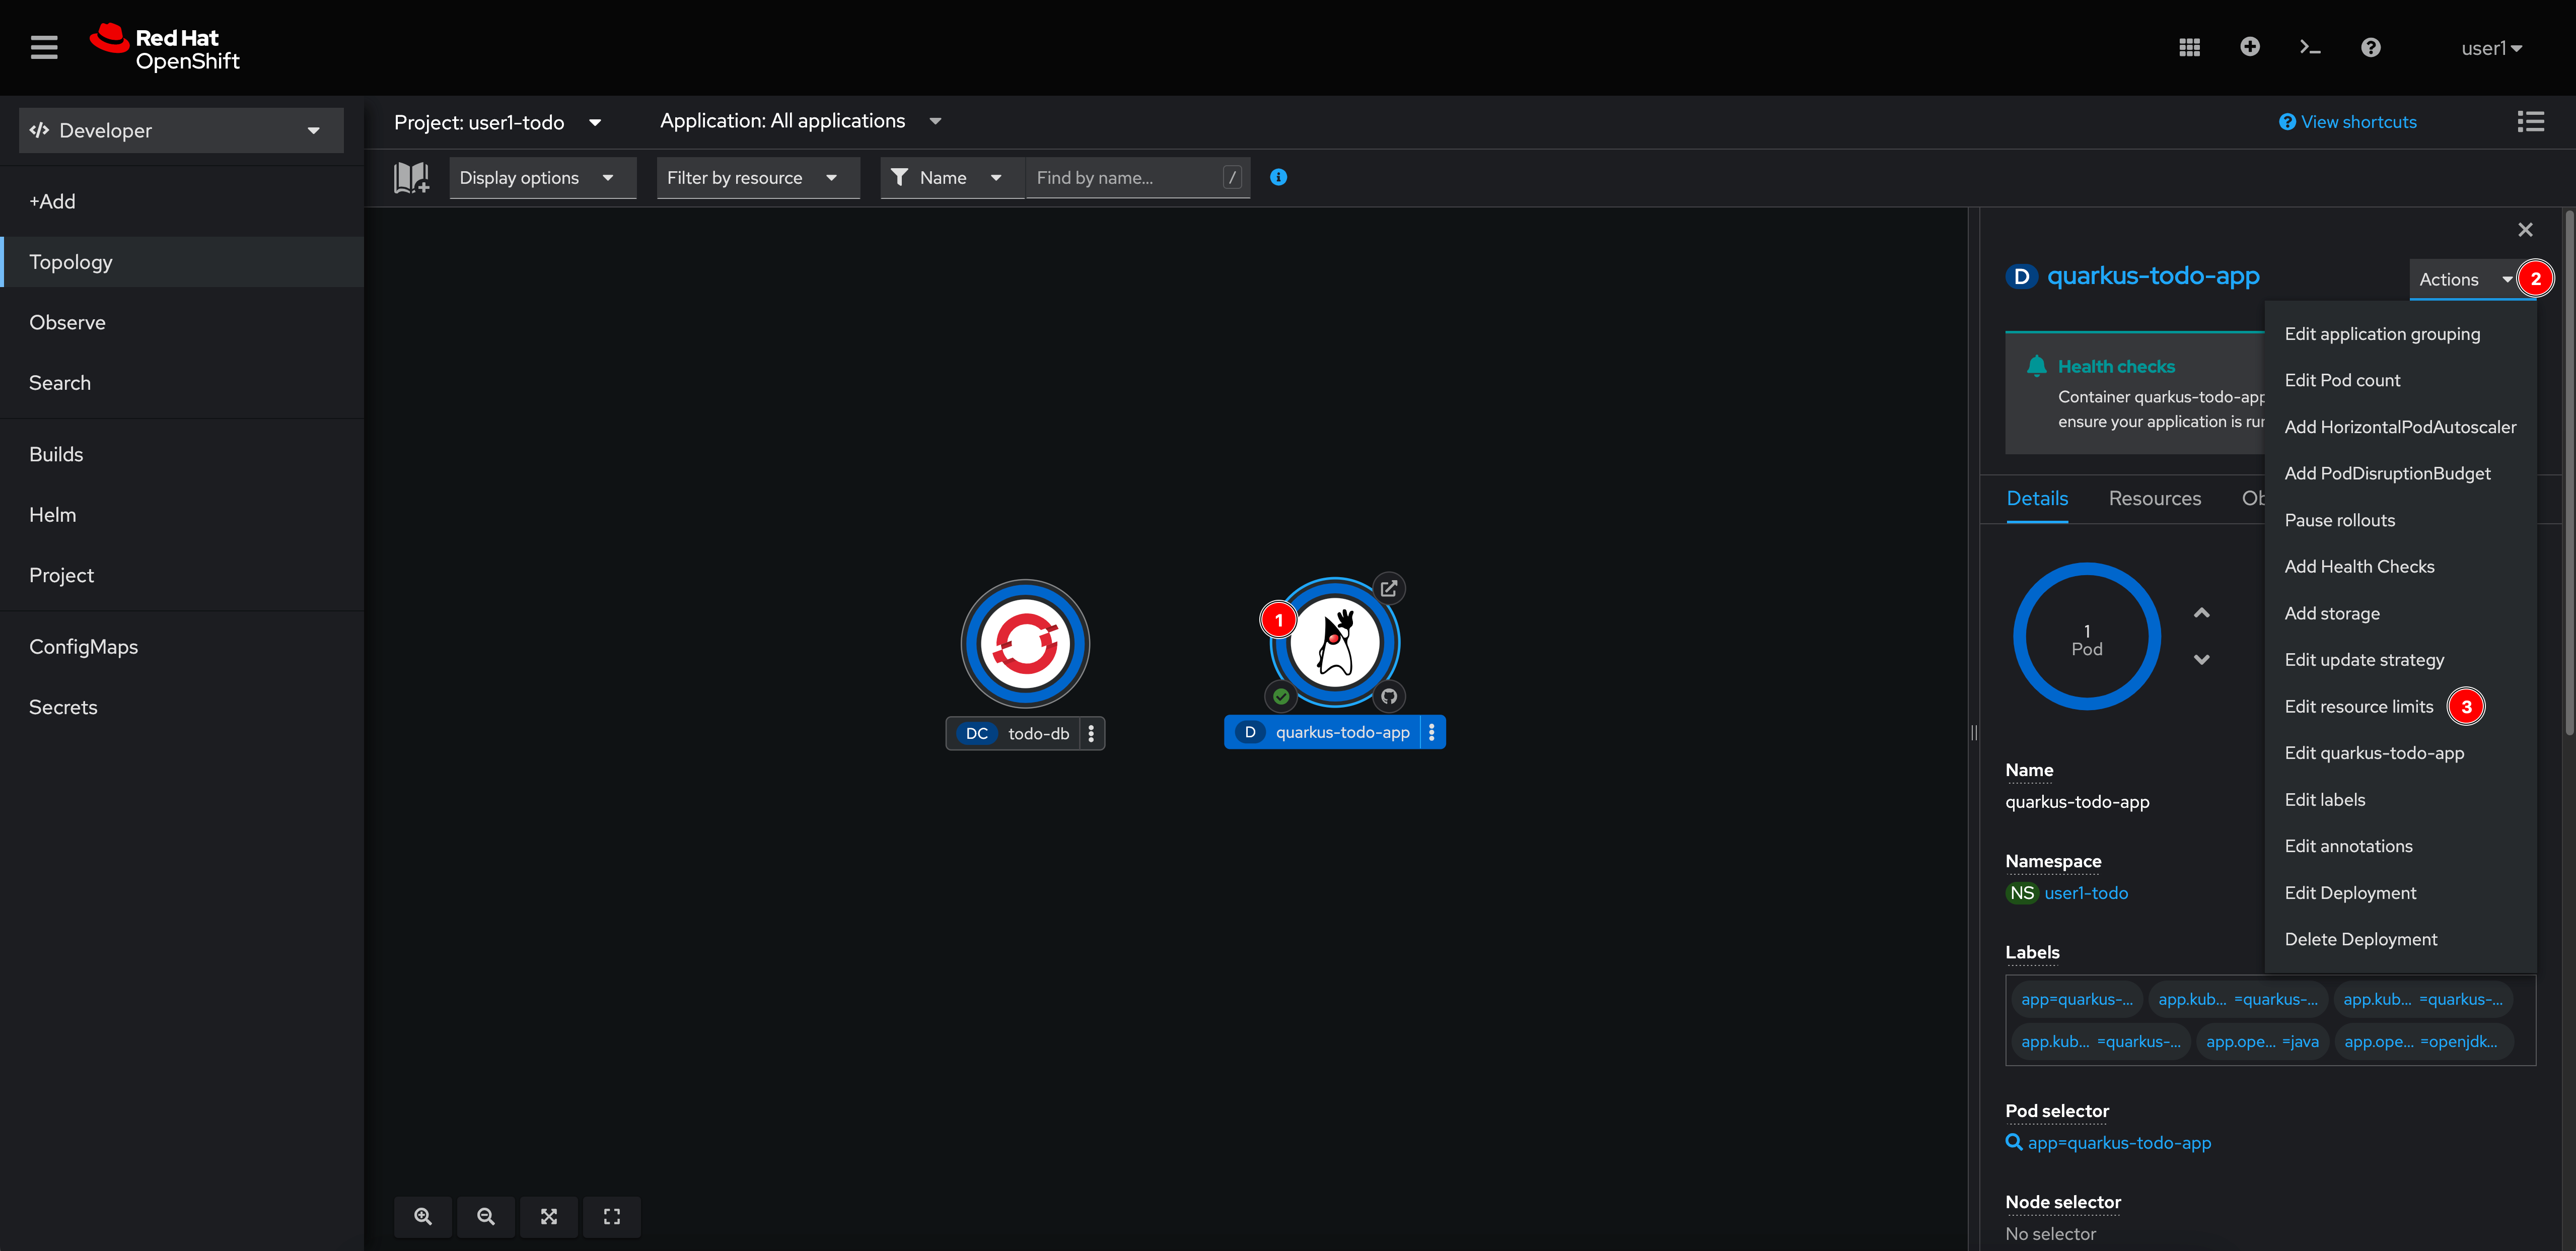 Red Hat
OpenShift
user1
Developer
Project: user1-todo
Application: All applications
View shortcuts
Display options
Filter by resource
Name
Find by name...
/
+Add
Topology
Observe
Search
Builds
Helm
Project
ConfigMaps
Secrets
1
DC todo-db
D quarkus-todo-app
D quarkus-todo-app
Actions
2
Health checks
Container quarkus-todo-app
ensure your application is run
Details Resources Ob
1
Pod
Edit application grouping
Edit Pod count
Add HorizontalPodAutoscaler
Add PodDisruptionBudget
Pause rollouts
Add Health Checks
Add storage
Edit update strategy
Edit resource limits 3
Edit quarkus-todo-app
Edit labels
Edit annotations
Edit Deployment
Delete Deployment
Name
quarkus-todo-app
Namespace
NS user1-todo
Labels
app=quarkus-... app.kub... =quarkus-... app.kub... =quarkus-...
app.kub... =quarkus-... app.ope... =java app.ope... =openjdk...
Pod selector
app=quarkus-todo-app
Node selector
No selector